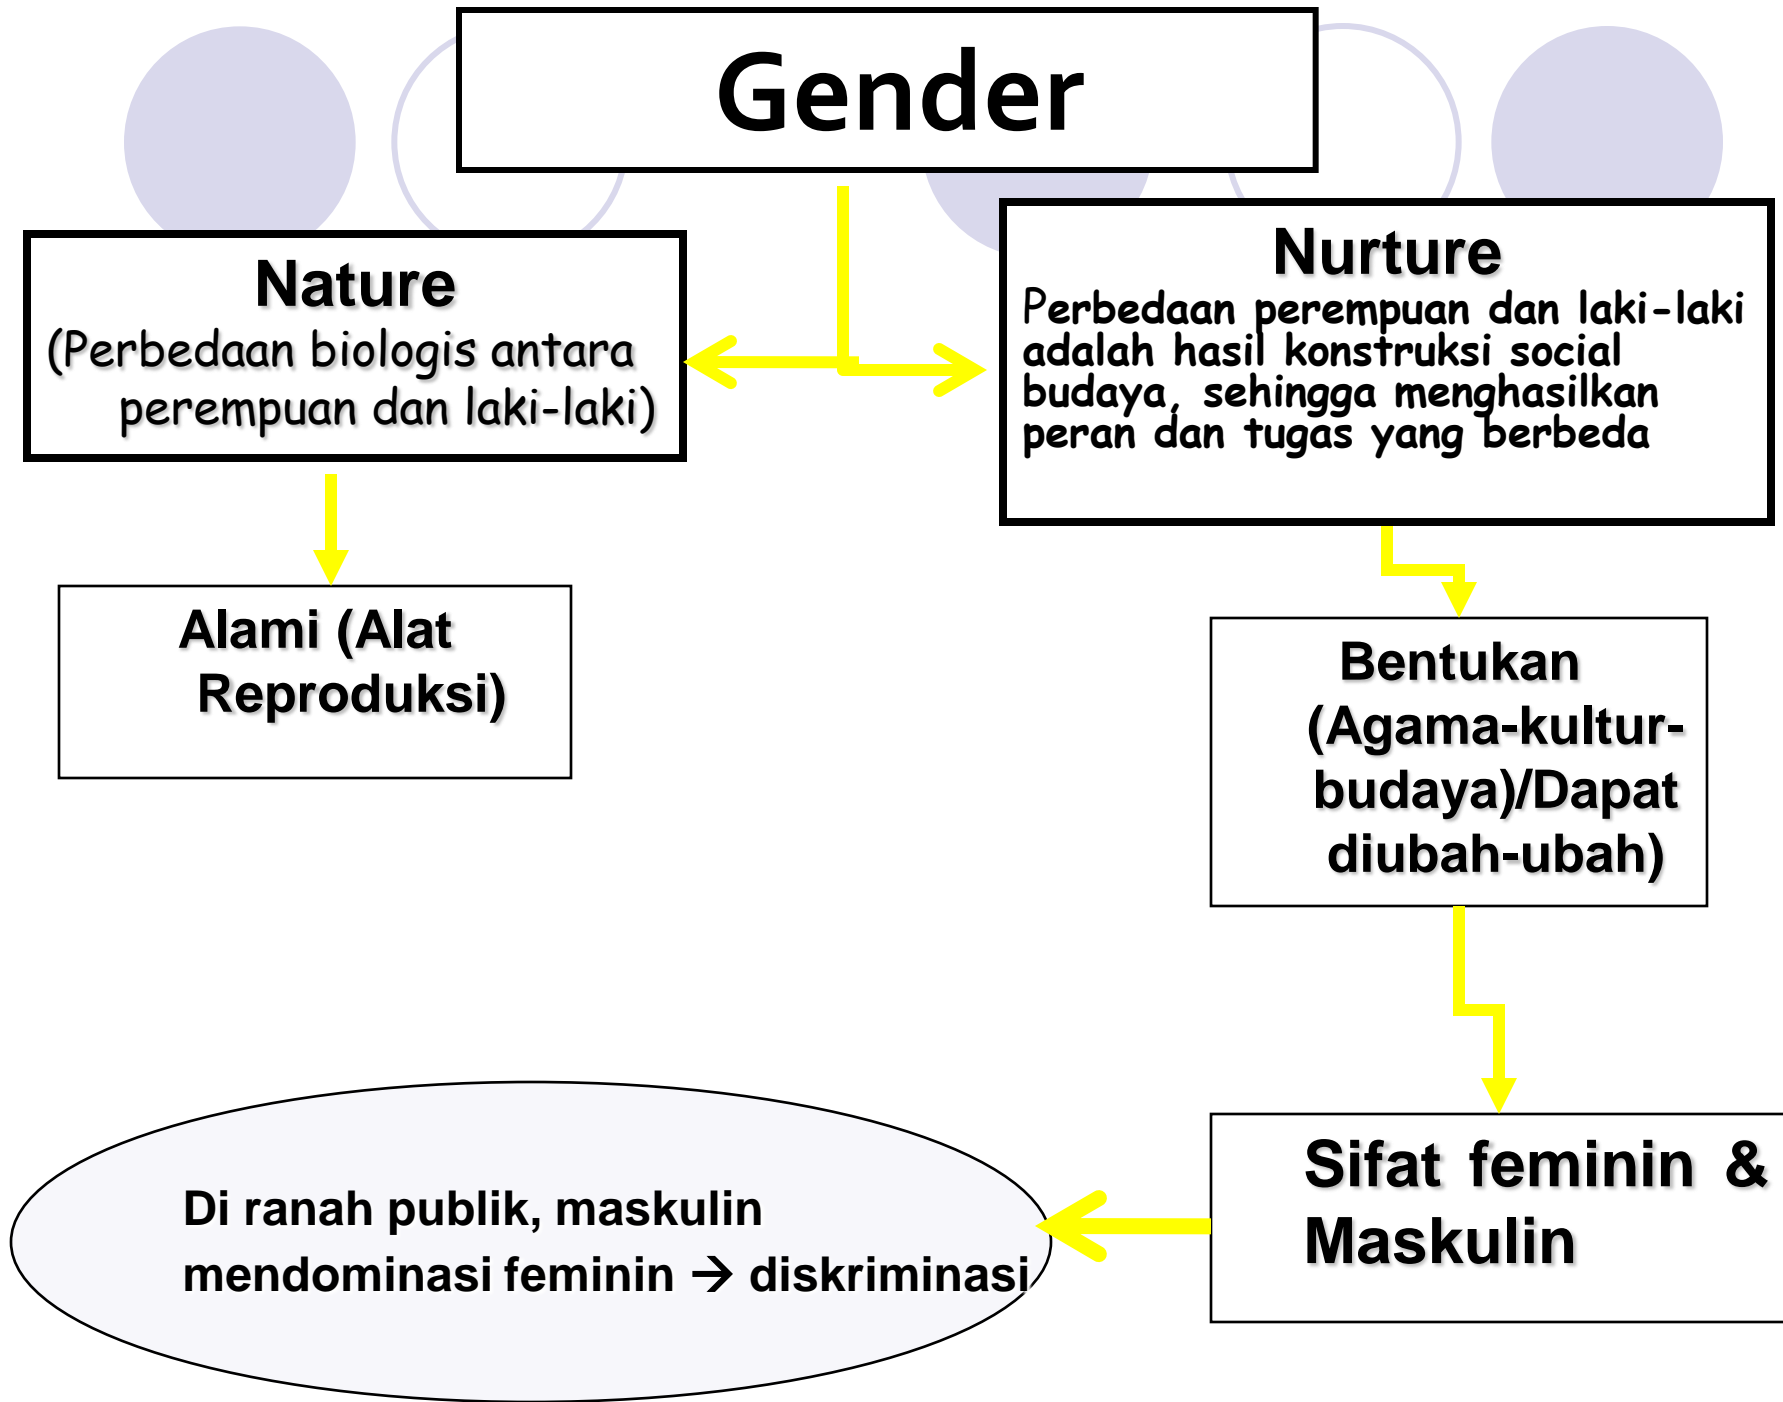 Gender
Nature
(Perbedaan biologis antara
perempuan dan laki-laki)
Nurture
Perbedaan perempuan dan laki-laki
adalah hasil konstruksi social
budaya, sehingga menghasilkan
peran dan tugas yang berbeda
Alami (Alat
Reproduksi)
Bentukan
(Agama-kultur-
budaya)/Dapat
diubah-ubah)
Sifat feminin &
Maskulin
Di ranah publik, maskulin
mendominasi feminin → diskriminasi